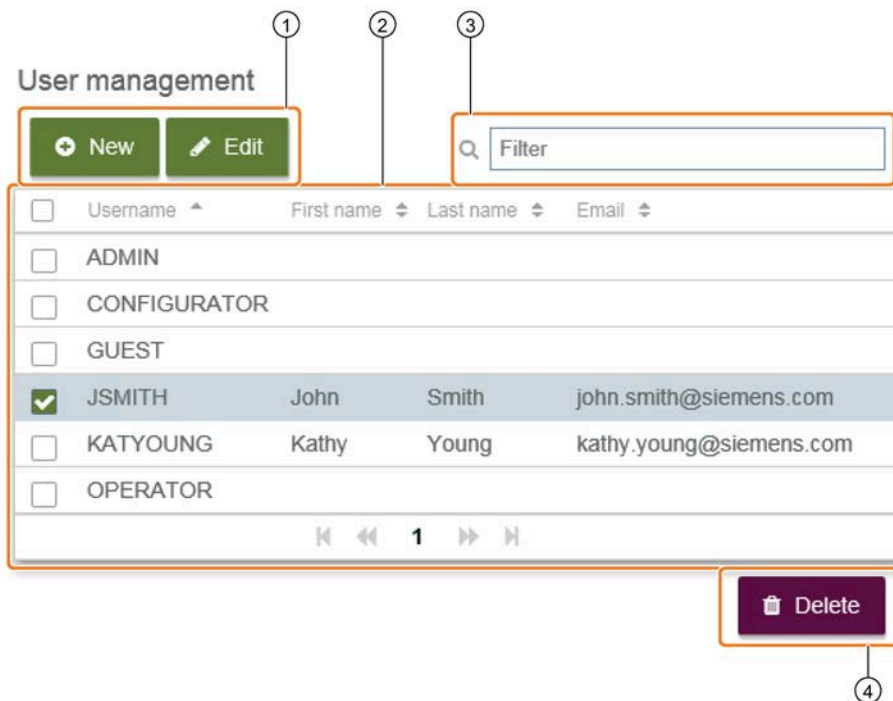 1 2 3
User management
New Edit Filter
Username First name Last name Email
ADMIN
CONFIGURATOR
GUEST
JSMITH John Smith john.smith@siemens.com
KATYOUNG Kathy Young kathy.young@siemens.com
OPERATOR
1
Delete
4